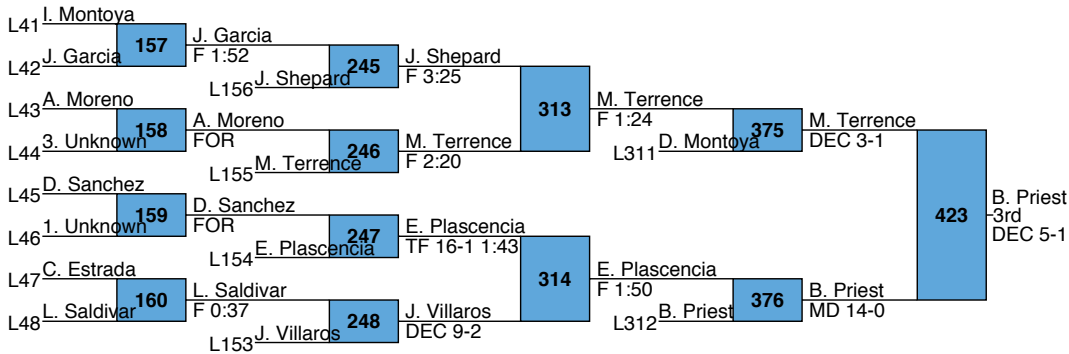 L41 I. Montoya
157
L42 J. Garcia
J. Garcia
F 1:52
245
L156 J. Shepard
J. Shepard
F 3:25
L43 A. Moreno
158
L44 3. Unknown
A. Moreno
FOR
246
L155 M. Terrence
M. Terrence
F 2:20
313
M. Terrence
F 1:24
375
L311 D. Montoya
M. Terrence
DEC 3-1
L45 D. Sanchez
159
L46 1. Unknown
D. Sanchez
FOR
247
L154 E. Plascencia
E. Plascencia
TF 16-1 1:43
L47 C. Estrada
160
L48 L. Saldivar
L. Saldivar
F 0:37
248
L153 J. Villaros
J. Villaros
DEC 9-2
314
E. Plascencia
F 1:50
376
L312 B. Priest
B. Priest
MD 14-0
423
B. Priest
3rd
DEC 5-1